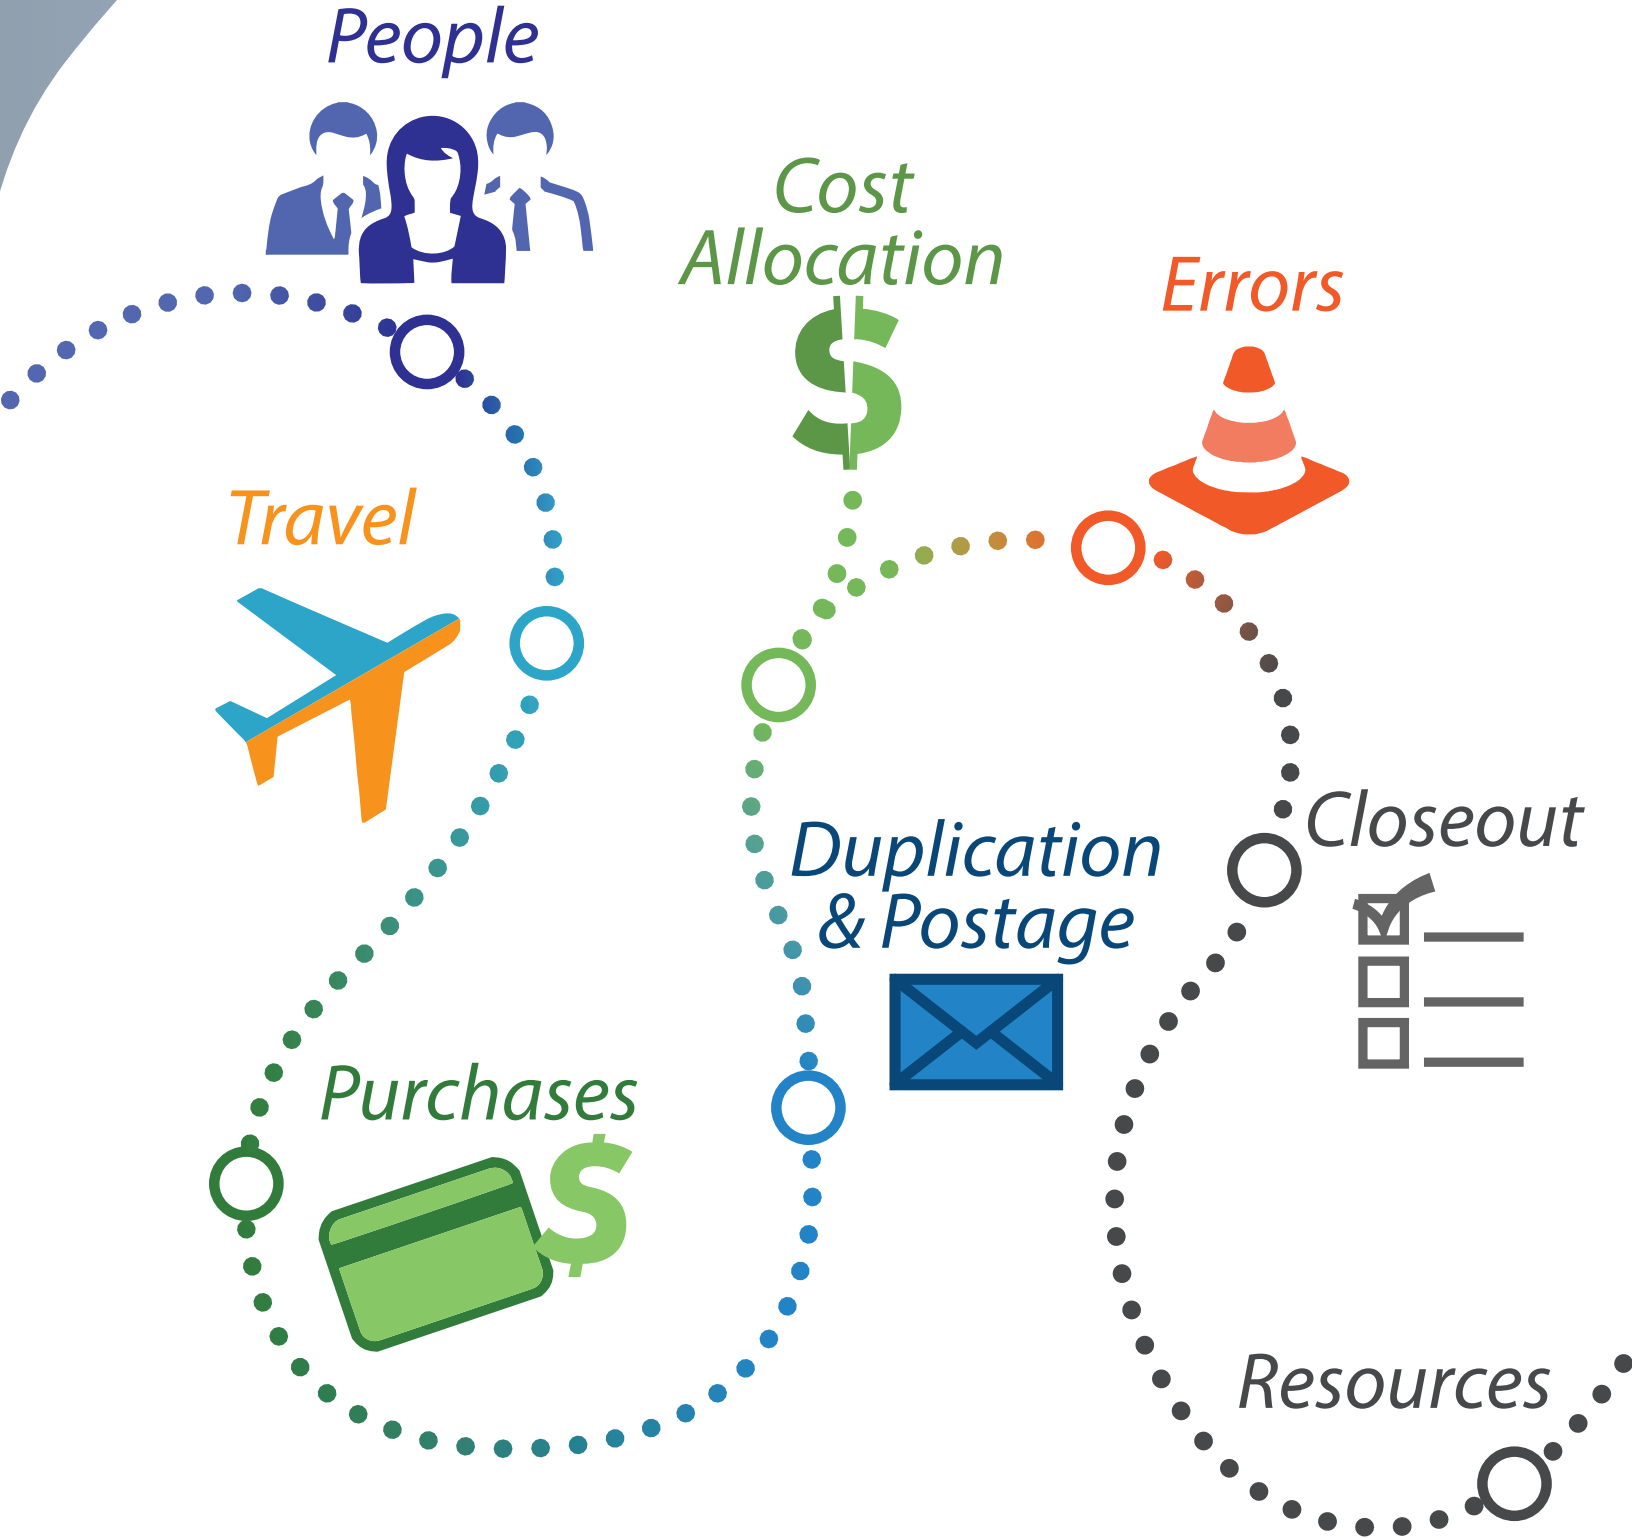 People
Cost
Allocation
Errors
Travel
Closeout
Duplication
& Postage
Purchases
Resources